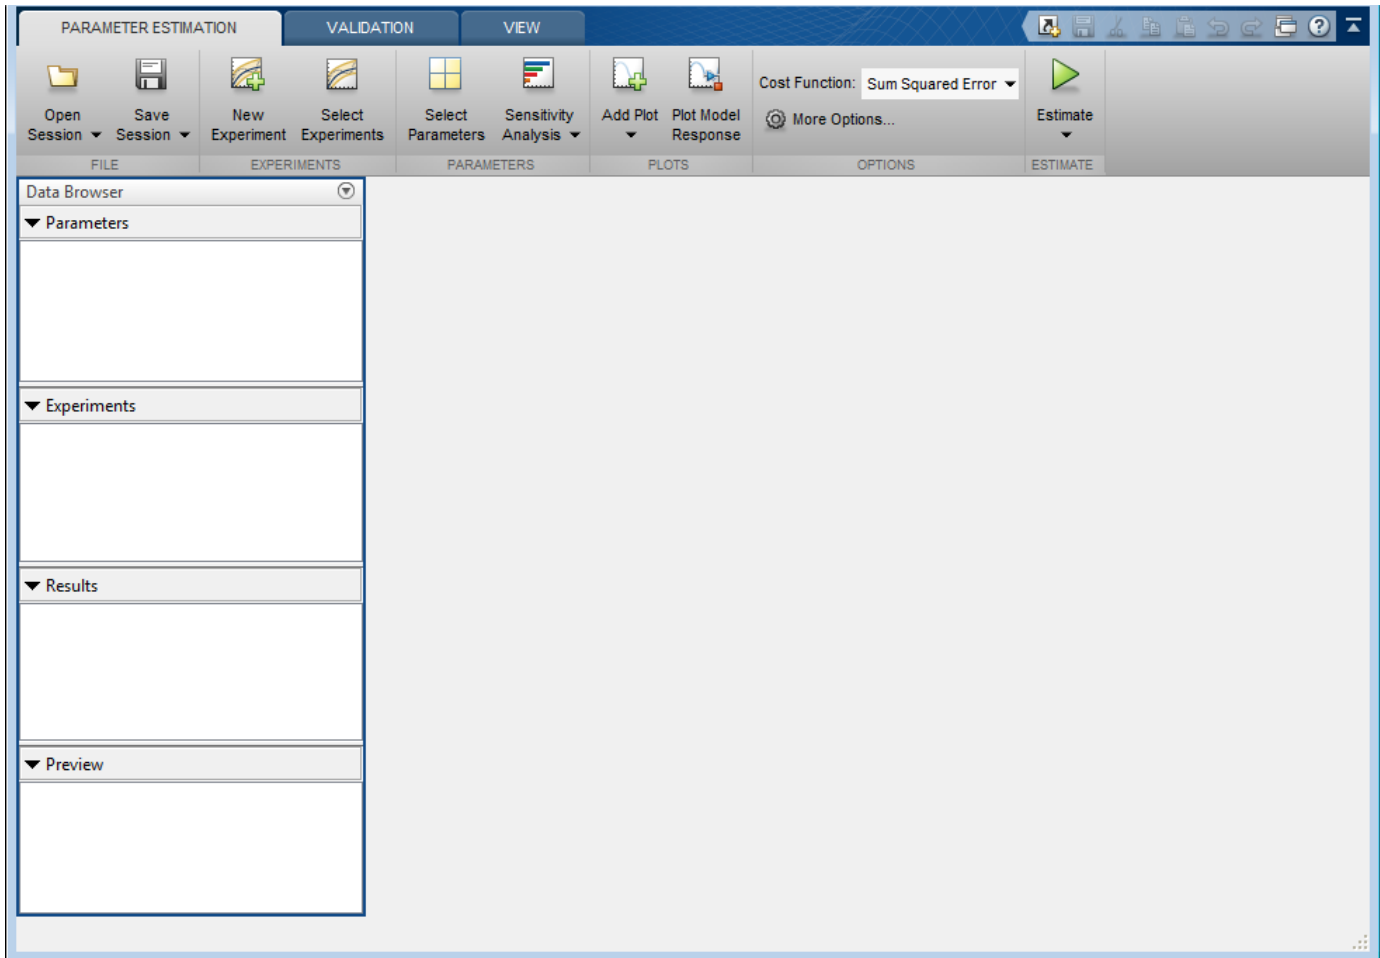 PARAMETER ESTIMATION
VALIDATION
VIEW
Open
Session
Save
Session
New
Experiment
Select
Experiments
Select
Parameters
Sensitivity
Analysis
Add Plot
Plot Model
Response
Cost Function:
Sum Squared Error
More Options...
Estimate
FILE
EXPERIMENTS
PARAMETERS
PLOTS
OPTIONS
ESTIMATE
Data Browser
Parameters
Experiments
Results
Preview